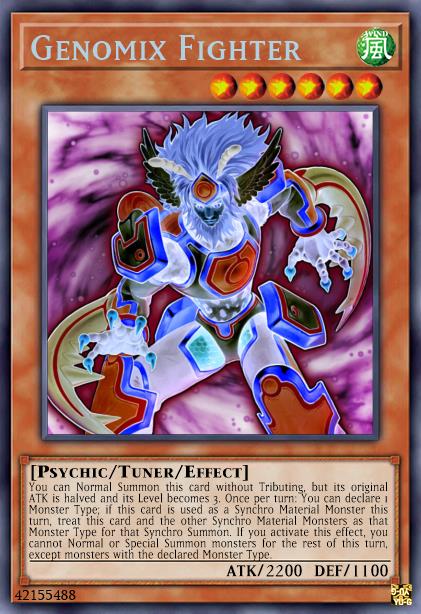 Genomix Fighter
WIND
風
[Psychic/Tuner/Effect]
You can Normal Summon this card without Tributing, but its original
ATK is halved and its Level becomes 3. Once per turn: You can declare 1
Monster Type; if this card is used as a Synchro Material Monster this
turn, treat this card and the other Synchro Material Monsters as that
Monster Type for that Synchro Summon. If you activate this effect, you
cannot Normal or Special Summon monsters for the rest of this turn,
except monsters with the declared Monster Type.
ATK/2200 DEF/1100
42155488